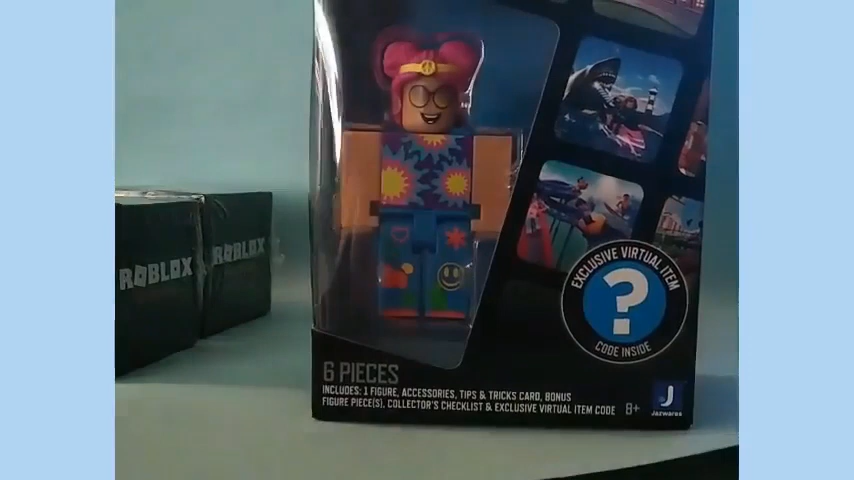 ROBLOX
ROBLOX
EXCLUSIVE VIRTUAL ITEM
?
CODE INSIDE
6 PIECES
INCLUDES: 1 FIGURE, ACCESSORIES, TIPS & TRICKS CARD, BONUS
FIGURE PIECE(S), COLLECTOR'S CHECKLIST & EXCLUSIVE VIRTUAL ITEM CODE
8+
J
Jazwares